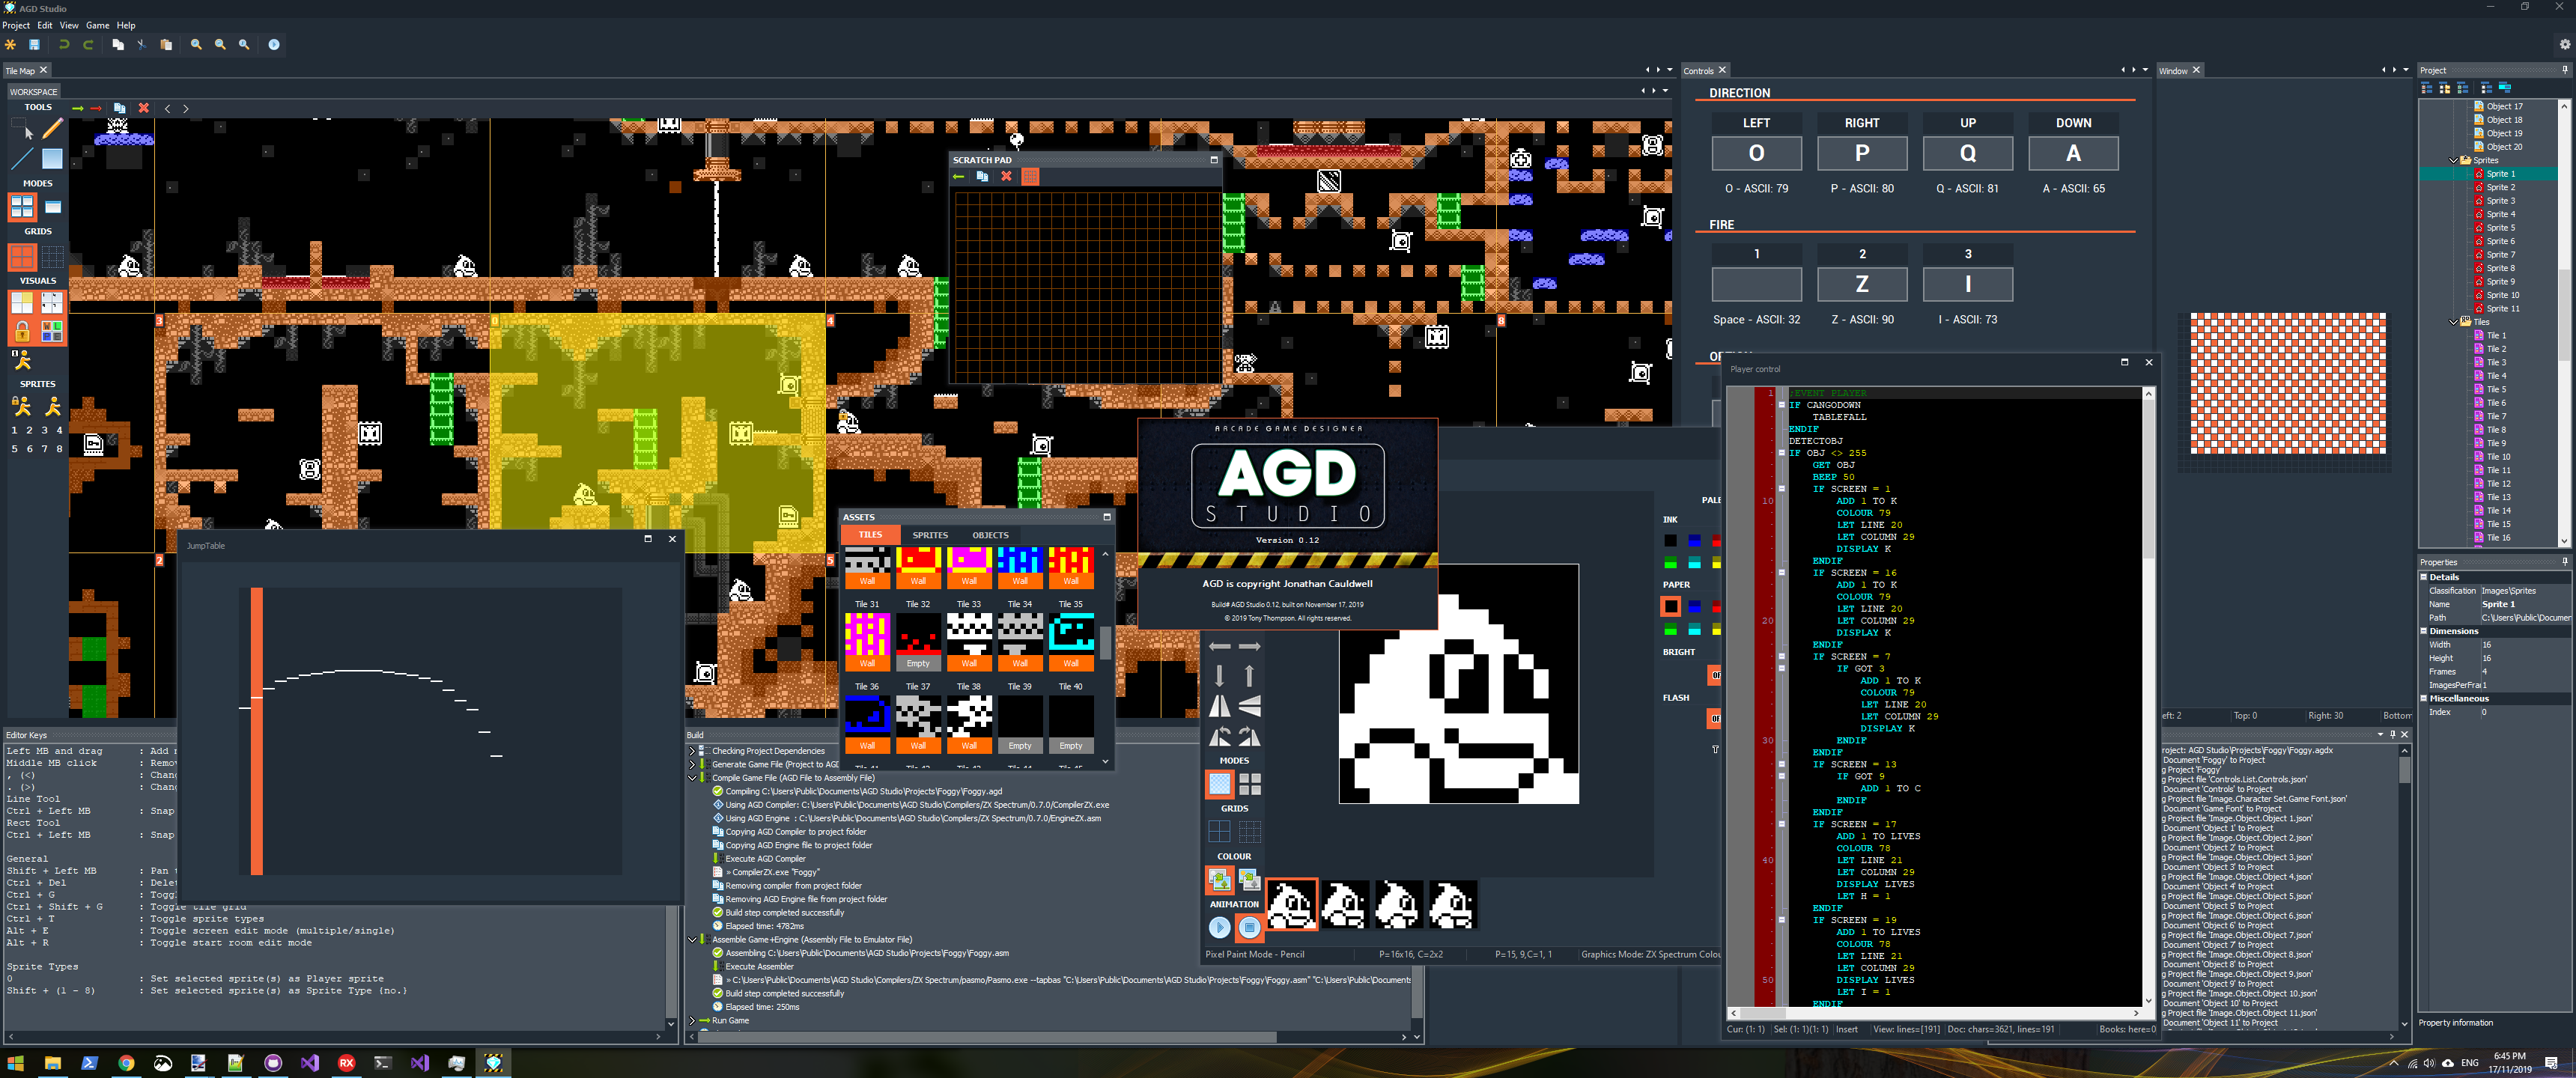 AGD Studio
Project Edit View Game Help
Tile Map
WORKSPACE
TOOLS
MODES
GRIDS
VISUALS
SPRITES
1 2 3 4
5 6 7 8
3
0
4
8
2
5
SCRATCH PAD
Controls
DIRECTION
LEFT RIGHT UP DOWN
O P Q A
O - ASCII: 79 P - ASCII: 80 Q - ASCII: 81 A - ASCII: 65
FIRE
1 2 3
Z I
Space - ASCII: 32 Z - ASCII: 90 I - ASCII: 73
Window
Project
Object 17
Object 18
Object 19
Object 20
Sprites
Sprite 1
Sprite 2
Sprite 3
Sprite 4
Sprite 5
Sprite 6
Sprite 7
Sprite 8
Sprite 9
Sprite 10
Sprite 11
Tiles
Tile 1
Tile 2
Tile 3
Tile 4
Tile 5
Tile 6
Tile 7
Tile 8
Tile 9
Tile 10
Tile 11
Tile 12
Tile 13
Tile 14
Tile 15
Tile 16
Properties
Details
Classification Images\Sprites
Name Sprite 1
Path C:\Users\Public\Documer
Dimensions
Width 16
Height 16
Frames 4
ImagesPerFrar 1
Miscellaneous
Index 0
Property information
ARCADE GAME DESIGNER
AGD
STUDIO
Version 0.12
AGD is copyright Jonathan Cauldwell
Build# AGD Studio 0.12, built on November 17, 2019
© 2019 Tony Thompson. All rights reserved.
JumpTable
ASSETS
TILES SPRITES OBJECTS
Wall Wall Wall Wall Wall
Tile 31 Tile 32 Tile 33 Tile 34 Tile 35
Wall Empty Wall Wall Wall
Tile 36 Tile 37 Tile 38 Tile 39 Tile 40
Wall Wall Wall Empty Empty
INK
PAPER
BRIGHT
FLASH
MODES
GRIDS
COLOUR
ANIMATION
Pixel Paint Mode - Pencil P=16x16, C=2x2 P=15, 9,C=1, 1 Graphics Mode: ZX Spectrum Colou
Player control
1 ;EVENT PLAYER
IF CANGODOWN
TABLEFALL
ENDIF
DETECTOBJ
IF OBJ <> 255
GET OBJ
BEEP 50
IF SCREEN = 1
10 ADD 1 TO K
COLOUR 79
LET LINE 20
LET COLUMN 29
DISPLAY K
ENDIF
IF SCREEN = 16
ADD 1 TO K
COLOUR 79
LET LINE 20
20 LET COLUMN 29
DISPLAY K
ENDIF
IF SCREEN = 7
IF GOT 3
ADD 1 TO K
COLOUR 79
LET LINE 20
LET COLUMN 29
DISPLAY K
30 ENDIF
ENDIF
IF SCREEN = 13
IF GOT 9
ADD 1 TO C
ENDIF
ENDIF
IF SCREEN = 17
ADD 1 TO LIVES
COLOUR 78
40 LET LINE 21
LET COLUMN 29
DISPLAY LIVES
LET H = 1
ENDIF
IF SCREEN = 19
ADD 1 TO LIVES
COLOUR 78
LET LINE 21
LET COLUMN 29
50 DISPLAY LIVES
LET I = 1
ENDIF
Cur: (1: 1) Sel: (1: 1)(1: 1) Insert View: lines=[191] Doc: chars=3621, lines=191 Books: here=0
eft: 2 Top: 0 Right: 30 Bottom
roject: AGD Studio\Projects\Foggy\Foggy.agdx
Document 'Foggy' to Project
g Project 'Foggy'
g Project file 'Controls.List.Controls.json'
Document 'Controls' to Project
g Project file 'Image.Character Set.Game Font.json'
Document 'Game Font' to Project
g Project file 'Image.Object.Object 1.json'
Document 'Object 1' to Project
g Project file 'Image.Object.Object 2.json'
Document 'Object 2' to Project
g Project file 'Image.Object.Object 3.json'
Document 'Object 3' to Project
g Project file 'Image.Object.Object 4.json'
Document 'Object 4' to Project
g Project file 'Image.Object.Object 5.json'
Document 'Object 5' to Project
g Project file 'Image.Object.Object 6.json'
Document 'Object 6' to Project
g Project file 'Image.Object.Object 7.json'
Document 'Object 7' to Project
g Project file 'Image.Object.Object 8.json'
Document 'Object 8' to Project
g Project file 'Image.Object.Object 9.json'
Document 'Object 9' to Project
g Project file 'Image.Object.Object 10.json'
Document 'Object 10' to Project
g Project file 'Image.Object.Object 11.json'
Document 'Object 11' to Project
Editor Keys
Left MB and drag : Add
Middle MB click : Remov
, (<) : Chan
. (>) : Chan
Line Tool
Ctrl + Left MB : Snap
Rect Tool
Ctrl + Left MB : Snap
General
Shift + Left MB : Pan
Ctrl + Del : Delet
Ctrl + G : Toggl
Ctrl + Shift + G : Toggle tile grid
Ctrl + T : Toggle sprite types
Alt + E : Toggle screen edit mode (multiple/single)
Alt + R : Toggle start room edit mode
Sprite Types
0 : Set selected sprite(s) as Player sprite
Shift + (1 - 8) : Set selected sprite(s) as Sprite Type (no.)
Build
Checking Project Dependencies
Generate Game File (Project to AGD
Compile Game File (AGD File to Assembly File)
Compiling C:\Users\Public\Documents\AGD Studio\Projects\Foggy\Foggy.agd
Using AGD Compiler: C:\Users\Public\Documents\AGD Studio\Compilers/ZX Spectrum/0.7.0/CompilerZX.exe
Using AGD Engine : C:\Users\Public\Documents\AGD Studio\Compilers/ZX Spectrum/0.7.0/EngineZX.asm
Copying AGD Compiler to project folder
Copying AGD Engine file to project folder
Execute AGD Compiler
» CompilerZX.exe "Foggy"
Removing compiler from project folder
Removing AGD Engine file from project folder
Build step completed successfully
Elapsed time: 4782ms
Assemble Game+Engine (Assembly File to Emulator File)
Assembling C:\Users\Public\Documents\AGD Studio\Projects\Foggy\Foggy.asm
Execute Assembler
» C:\Users\Public\Documents\AGD Studio\Compilers/ZX Spectrum/pasmo/Pasmo.exe --tapbas "C:\Users\Public\Documents\AGD Studio\Projects\Foggy\Foggy.asm" "C:\Users\Public\Documents
Build step completed successfully
Elapsed time: 250ms
Run Game
RX
ENG
6:45 PM
17/11/2019